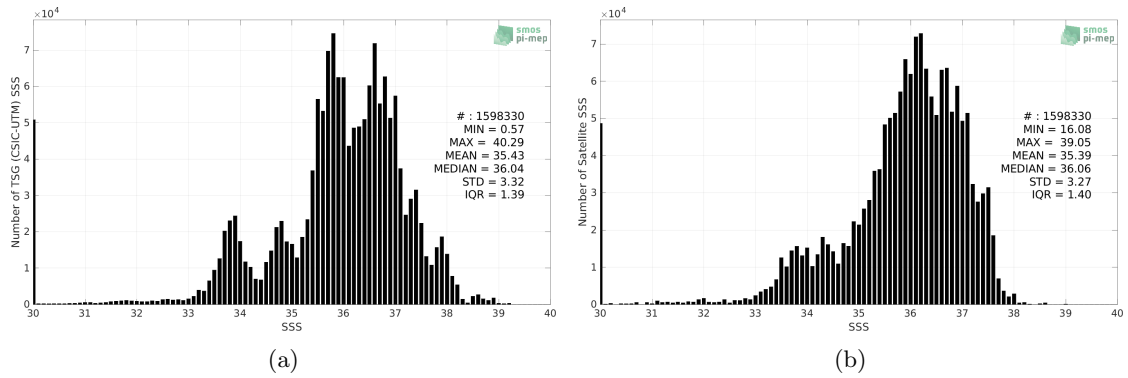 ×10⁴
smos
pi-mep
Number of TSG (CSIC-UTM) SSS
7
6
5
4
3
2
1
0
# : 1598330
MIN = 0.57
MAX = 40.29
MEAN = 35.43
MEDIAN = 36.04
STD = 3.32
IQR = 1.39
30 31 32 33 34 35 36 37 38 39 40
SSS
(a)
×10⁴
smos
pi-mep
Number of Satellite SSS
7
6
5
4
3
2
1
0
# : 1598330
MIN = 16.08
MAX = 39.05
MEAN = 35.39
MEDIAN = 36.06
STD = 3.27
IQR = 1.40
30 31 32 33 34 35 36 37 38 39 40
SSS
(b)